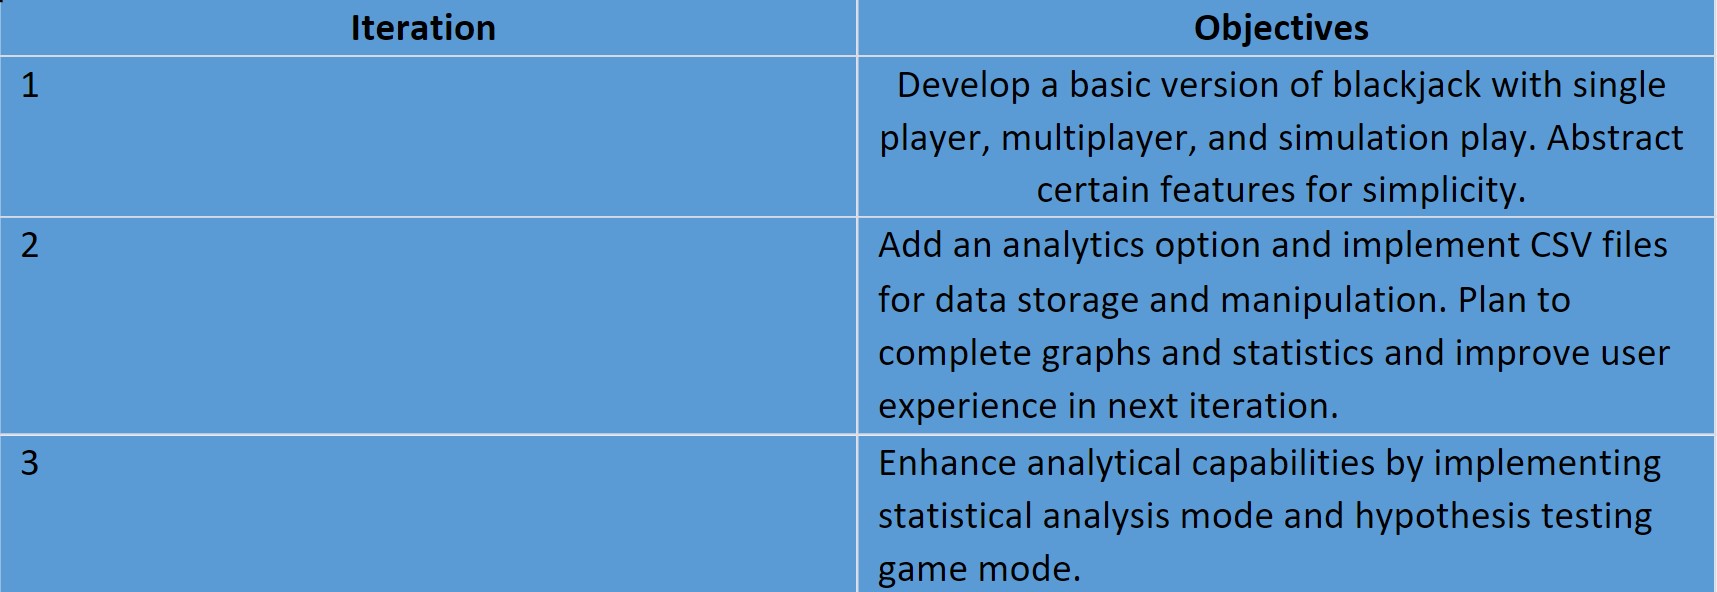 Iteration
Objectives
1
Develop a basic version of blackjack with single
player, multiplayer, and simulation play. Abstract
certain features for simplicity.
2
Add an analytics option and implement CSV files
for data storage and manipulation. Plan to
complete graphs and statistics and improve user
experience in next iteration.
3
Enhance analytical capabilities by implementing
statistical analysis mode and hypothesis testing
game mode.